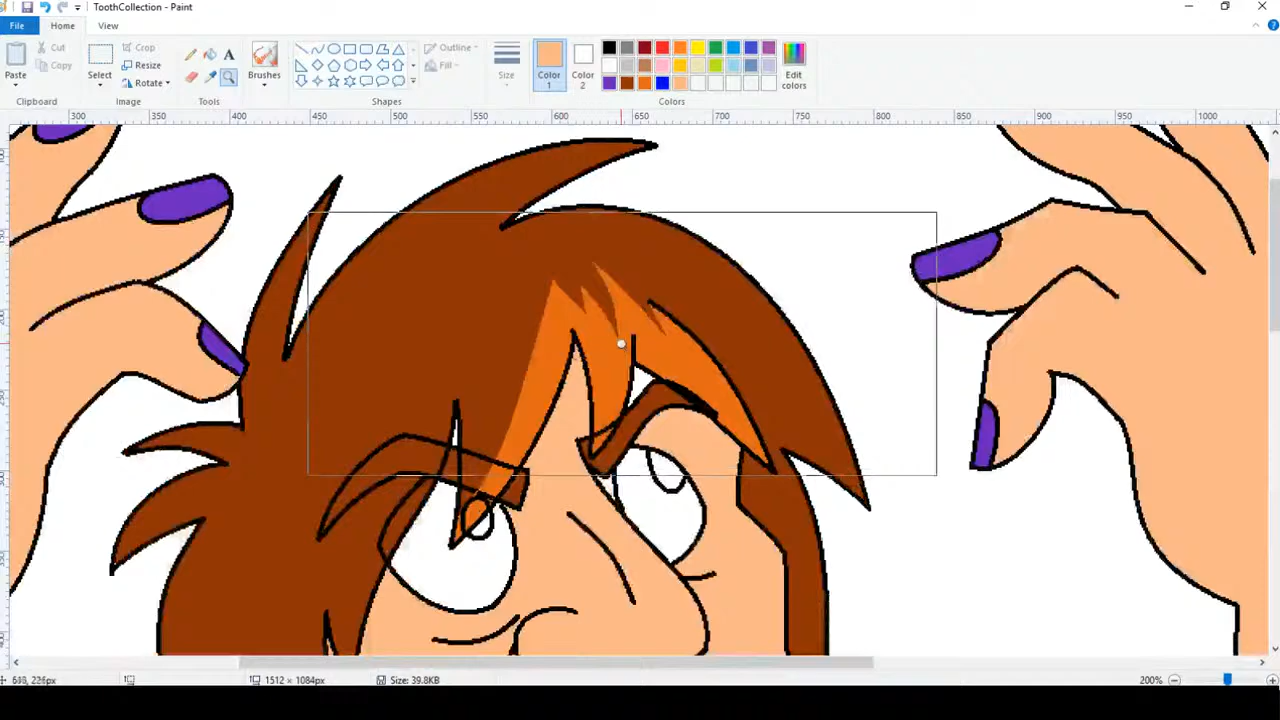 ToothCollection - Paint
File Home View
Paste
Cut
Copy
Clipboard
Select
Crop
Resize
Rotate
Image
A
Tools
Brushes
Outline
Fill
Shapes
Size
Color 1
Color 2
Edit colors
Colors
300 350 400 450 500 550 600 650 700 750 800 850 900 950 1000
1512 × 1084px
Size: 39.8KB
200%